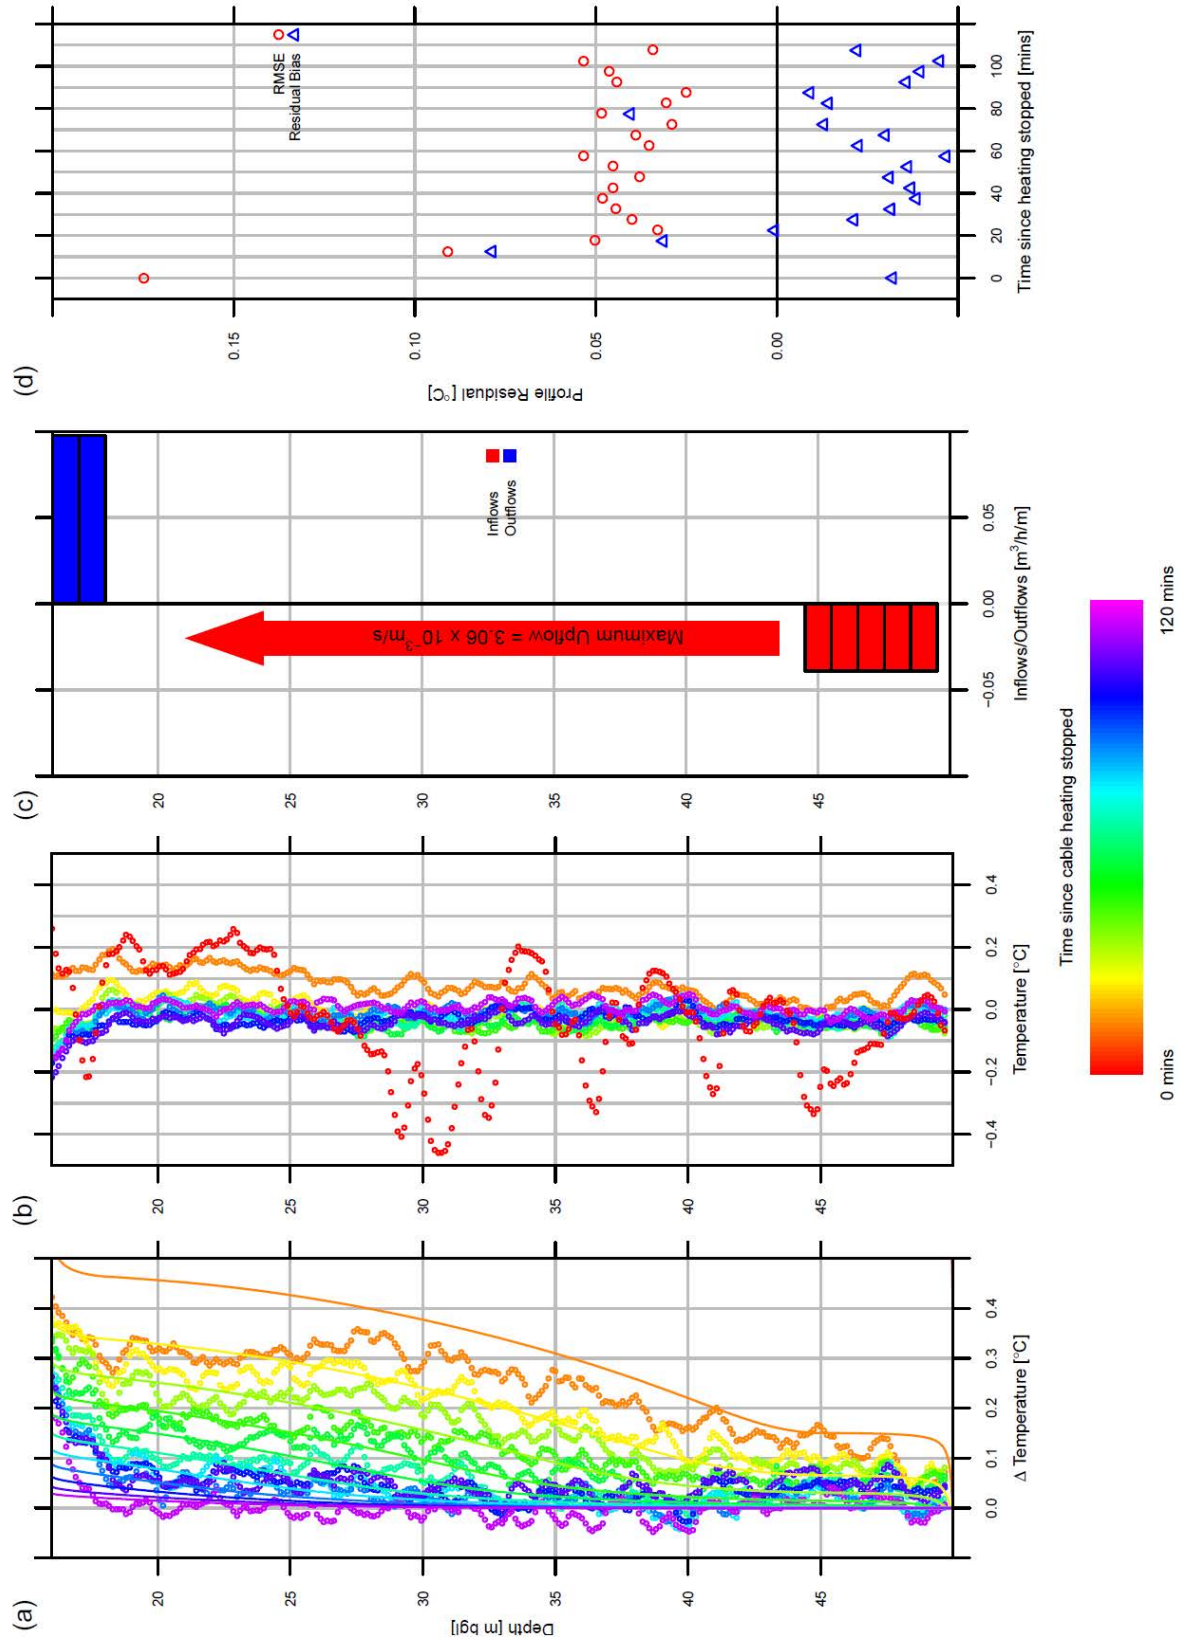 (a)
Depth [m bgl]
20
25
30
35
40
45
0.0
0.1
0.2
0.3
0.4
Δ Temperature [°C]
(b)
20
25
30
35
40
45
−0.4
−0.2
0.0
0.2
0.4
Temperature [°C]
(c)
20
25
30
35
40
45
Maximum Upflow = 3.06 x 10⁻³m/s
Inflows
Outflows
−0.05
0.00
0.05
Inflows/Outflows [m³/h/m]
(d)
Profile Residual [°C]
0.15
0.10
0.05
0.00
RMSE
Residual Bias
0
20
40
60
80
100
Time since heating stopped [mins]
Time since cable heating stopped
0 mins
120 mins